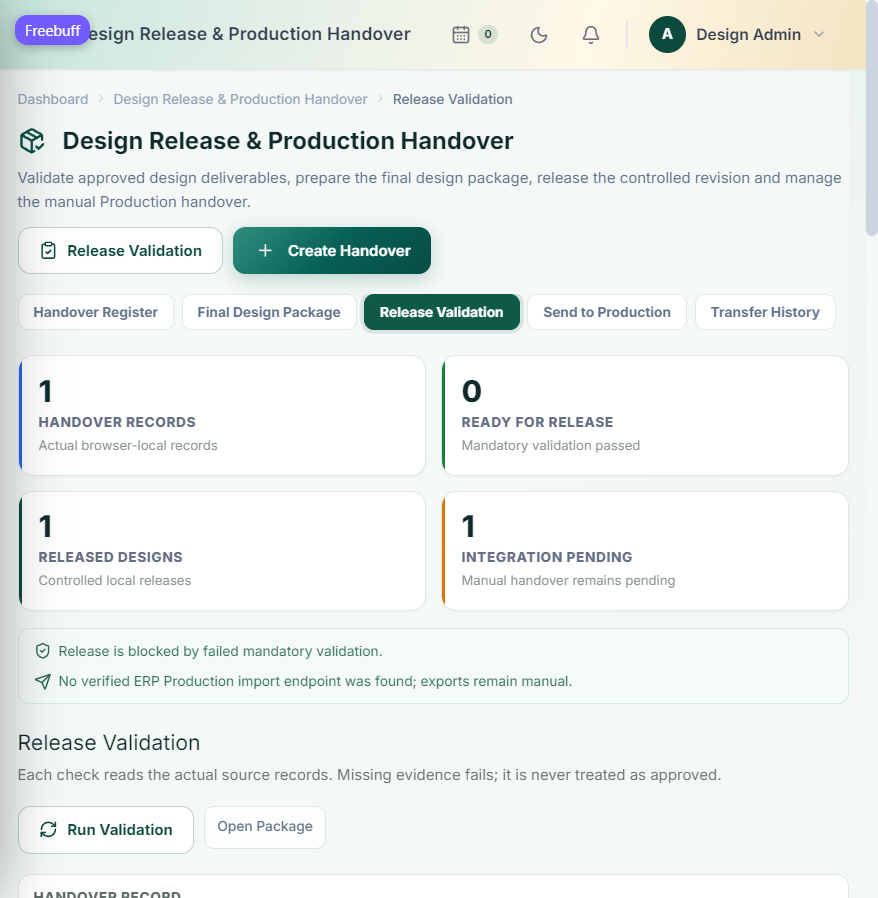 Freebuff
esign Release & Production Handover
0
A
Design Admin
Dashboard
Design Release & Production Handover
Release Validation
Design Release & Production Handover
Validate approved design deliverables, prepare the final design package, release the controlled revision and manage
the manual Production handover.
Release Validation
Create Handover
Handover Register
Final Design Package
Release Validation
Send to Production
Transfer History
1
HANDOVER RECORDS
Actual browser-local records
0
READY FOR RELEASE
Mandatory validation passed
1
RELEASED DESIGNS
Controlled local releases
1
INTEGRATION PENDING
Manual handover remains pending
Release is blocked by failed mandatory validation.
No verified ERP Production import endpoint was found; exports remain manual.
Release Validation
Each check reads the actual source records. Missing evidence fails; it is never treated as approved.
Run Validation
Open Package
HANDOVER RECORD